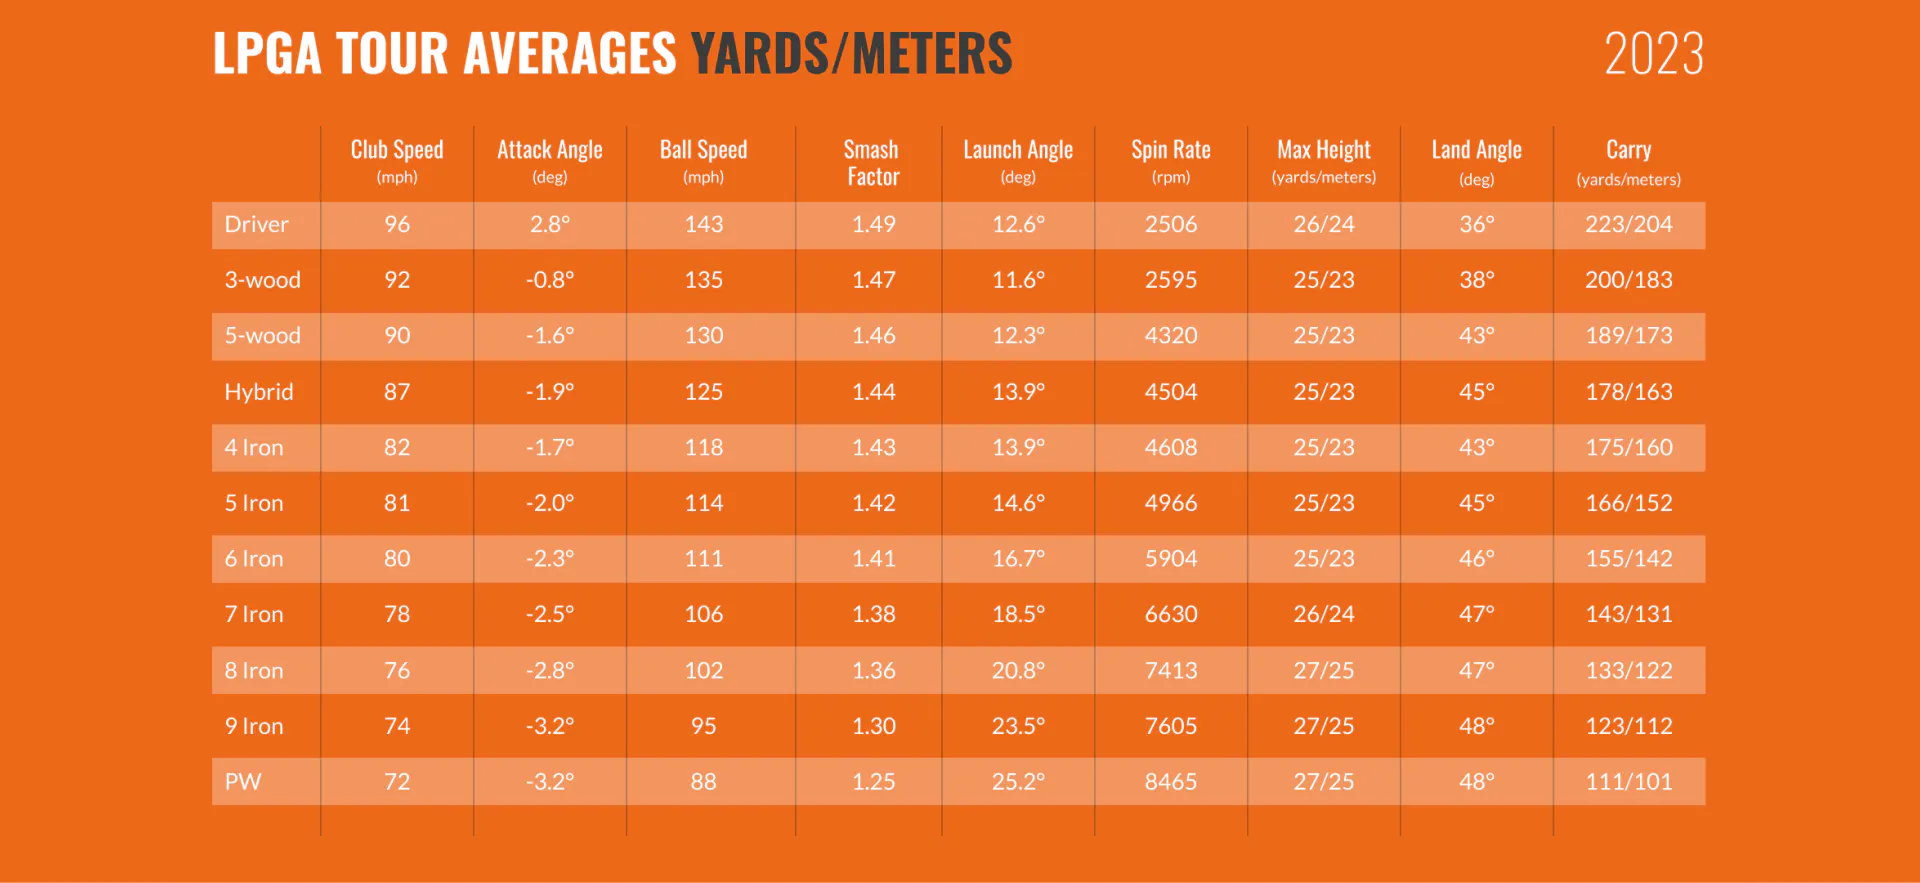 LPGA TOUR AVERAGES YARDS/METERS 2023
Club Speed Attack Angle Ball Speed Smash Launch Angle Spin Rate Max Height Land Angle Carry
(mph) (deg) (mph) Factor (deg) (rpm) (yards/meters) (deg) (yards/meters)
Driver 96 2.8° 143 1.49 12.6° 2506 26/24 36° 223/204
3-wood 92 -0.8° 135 1.47 11.6° 2595 25/23 38° 200/183
5-wood 90 -1.6° 130 1.46 12.3° 4320 25/23 43° 189/173
Hybrid 87 -1.9° 125 1.44 13.9° 4504 25/23 45° 178/163
4 Iron 82 -1.7° 118 1.43 13.9° 4608 25/23 43° 175/160
5 Iron 81 -2.0° 114 1.42 14.6° 4966 25/23 45° 166/152
6 Iron 80 -2.3° 111 1.41 16.7° 5904 25/23 46° 155/142
7 Iron 78 -2.5° 106 1.38 18.5° 6630 26/24 47° 143/131
8 Iron 76 -2.8° 102 1.36 20.8° 7413 27/25 47° 133/122
9 Iron 74 -3.2° 95 1.30 23.5° 7605 27/25 48° 123/112
PW 72 -3.2° 88 1.25 25.2° 8465 27/25 48° 111/101